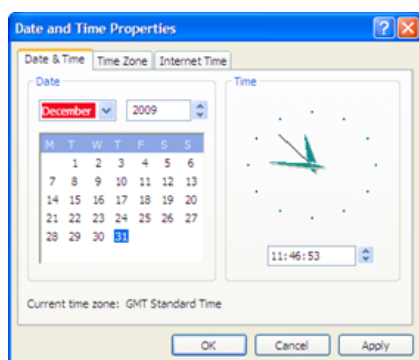 Date and Time Properties
Date & Time Time Zone Internet Time
Date
Time
December 2009
M T W T F S S
1 2 3 4 5 6
7 8 9 10 11 12 13
14 15 16 17 18 19 20
21 22 23 24 25 26 27
28 29 30 31
11:46:53
Current time zone: GMT Standard Time
OK Cancel Apply